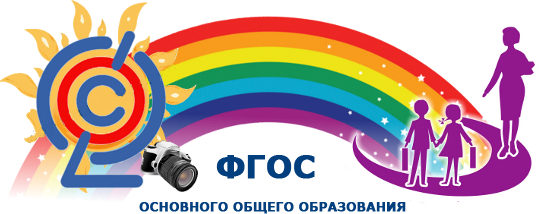 ФГОС
ОСНОВНОГО ОБЩЕГО ОБРАЗОВАНИЯ